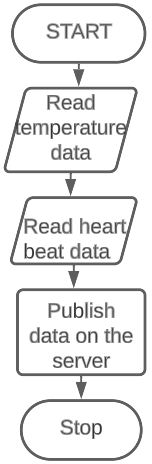 START
Read
temperature
data
Read heart
beat data
Publish
data on the
server
Stop